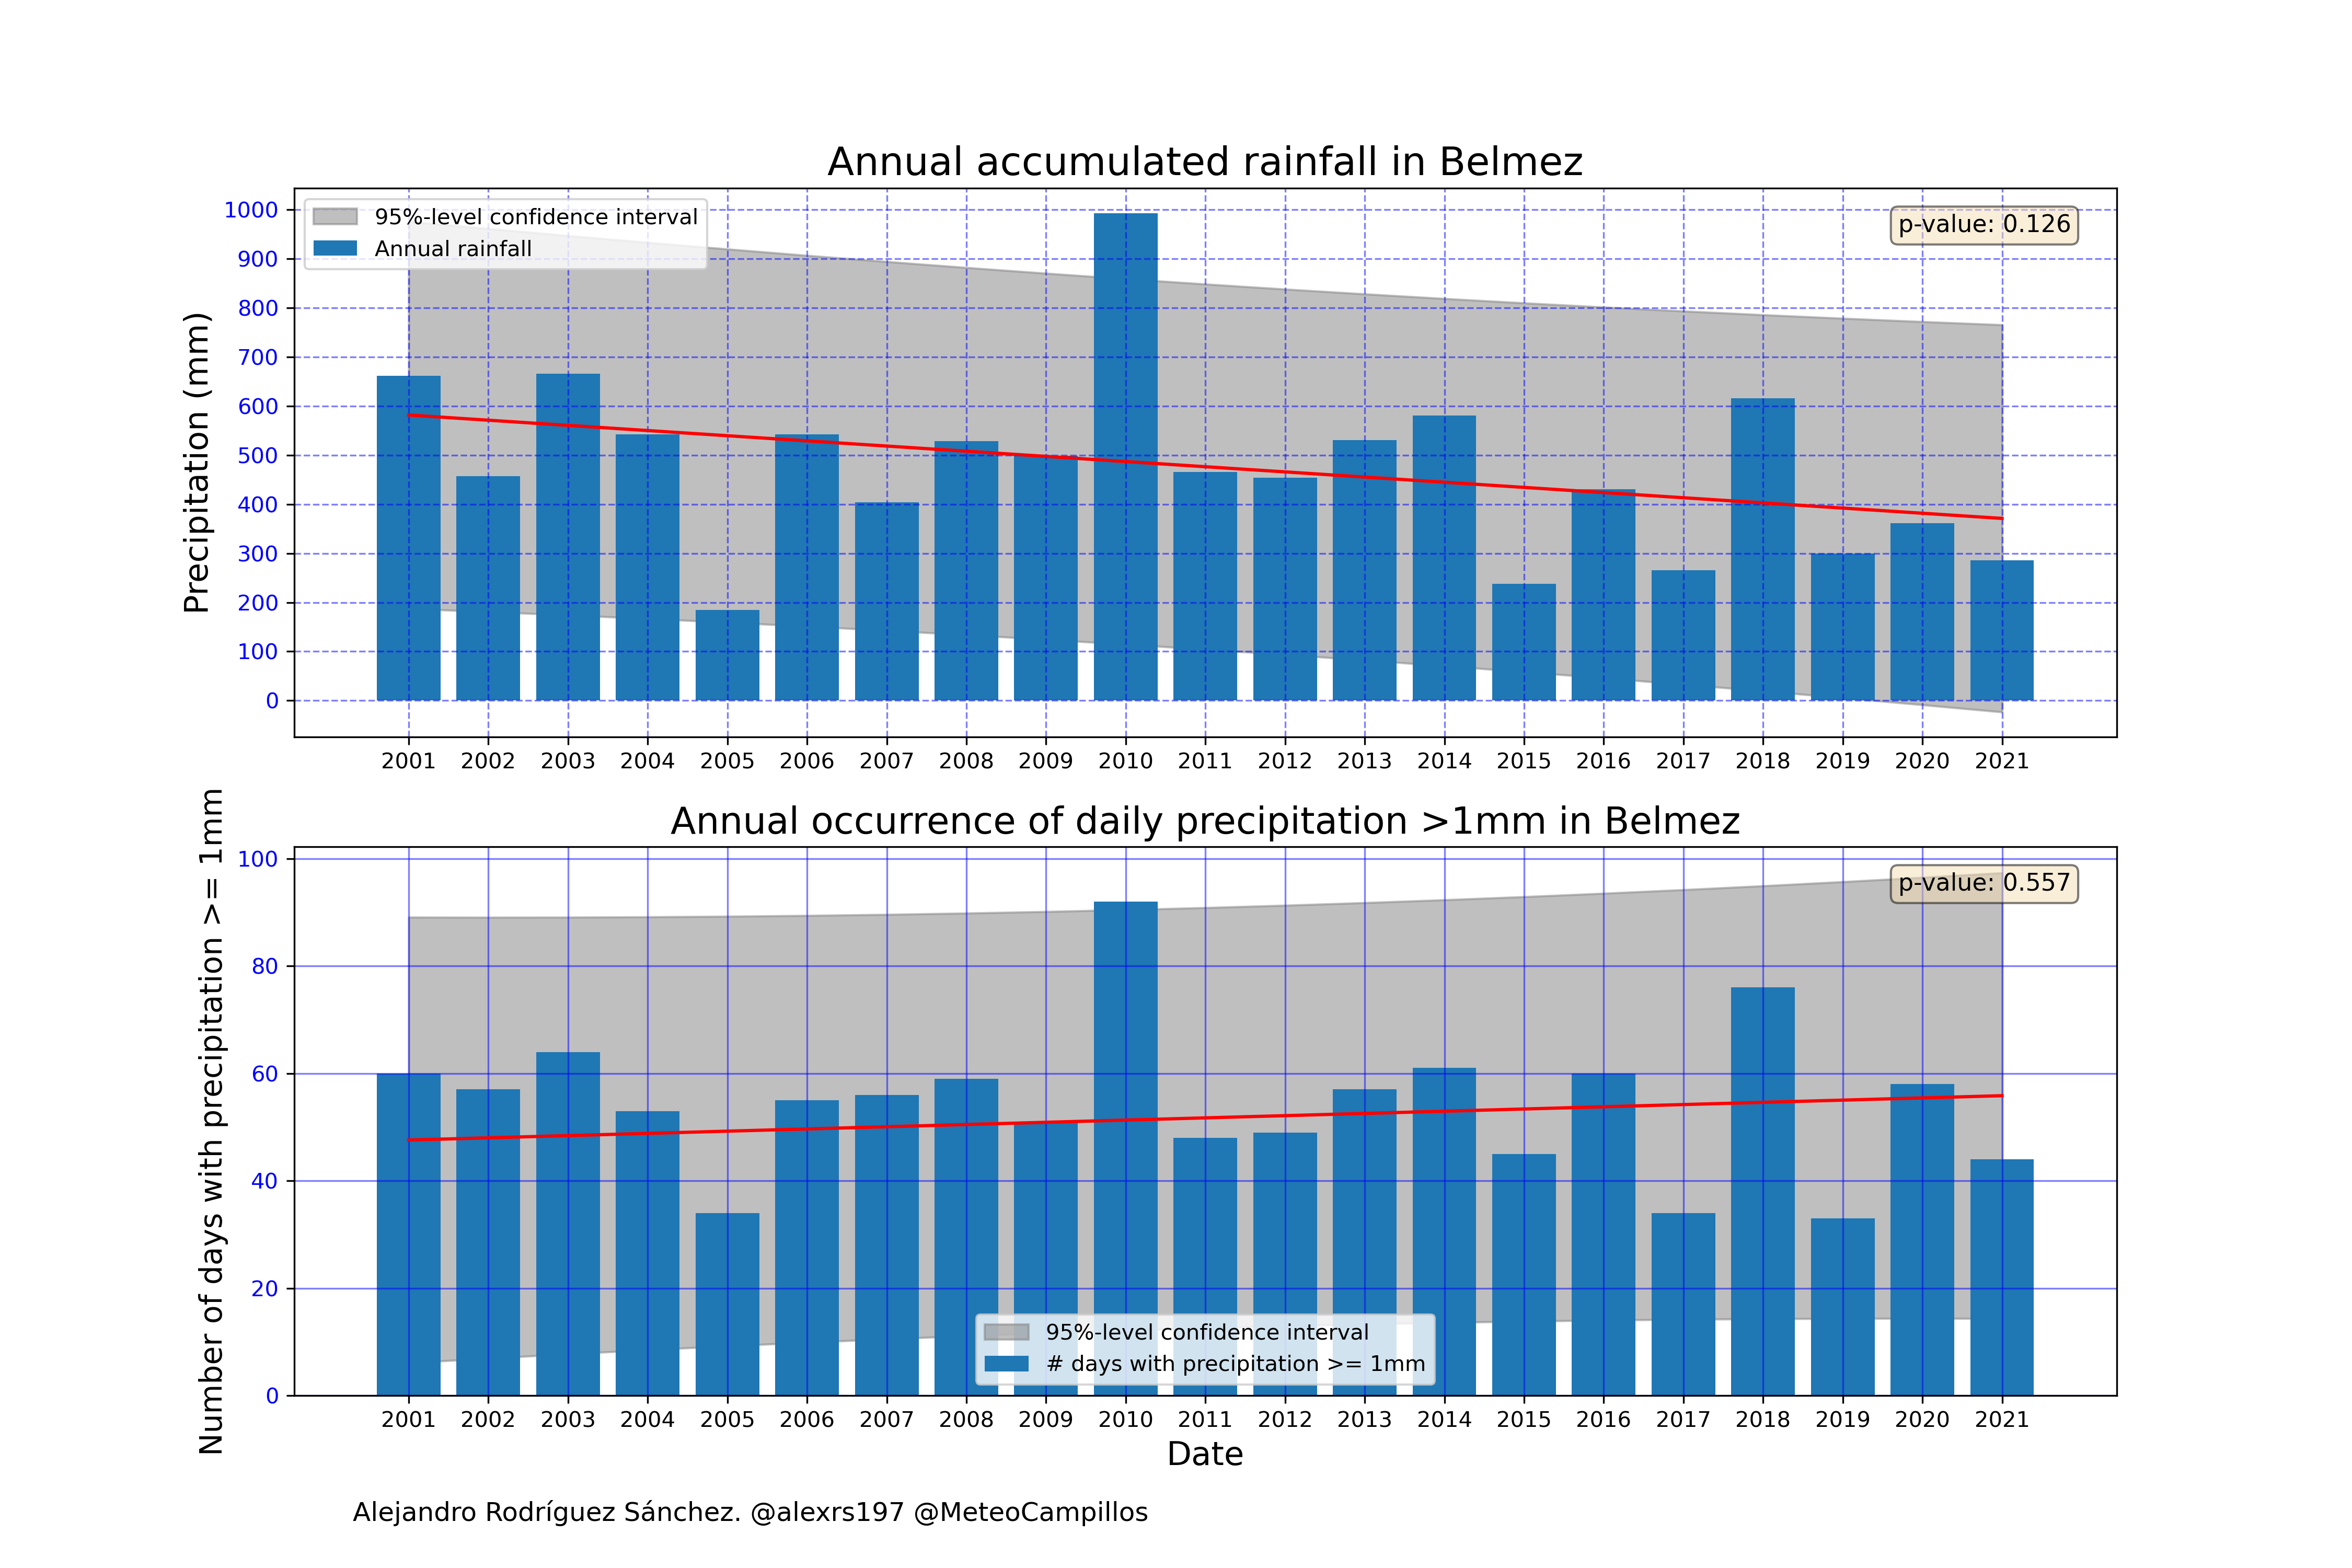 Annual accumulated rainfall in Belmez
Precipitation (mm)
1000
900
800
700
600
500
400
300
200
100
0
95%-level confidence interval
Annual rainfall
p-value: 0.126
2001 2002 2003 2004 2005 2006 2007 2008 2009 2010 2011 2012 2013 2014 2015 2016 2017 2018 2019 2020 2021
Annual occurrence of daily precipitation >1mm in Belmez
Number of days with precipitation >= 1mm
100
80
60
40
20
0
p-value: 0.557
95%-level confidence interval
# days with precipitation >= 1mm
2001 2002 2003 2004 2005 2006 2007 2008 2009 2010 2011 2012 2013 2014 2015 2016 2017 2018 2019 2020 2021
Date
Alejandro Rodríguez Sánchez. @alexrs197 @MeteoCampillos